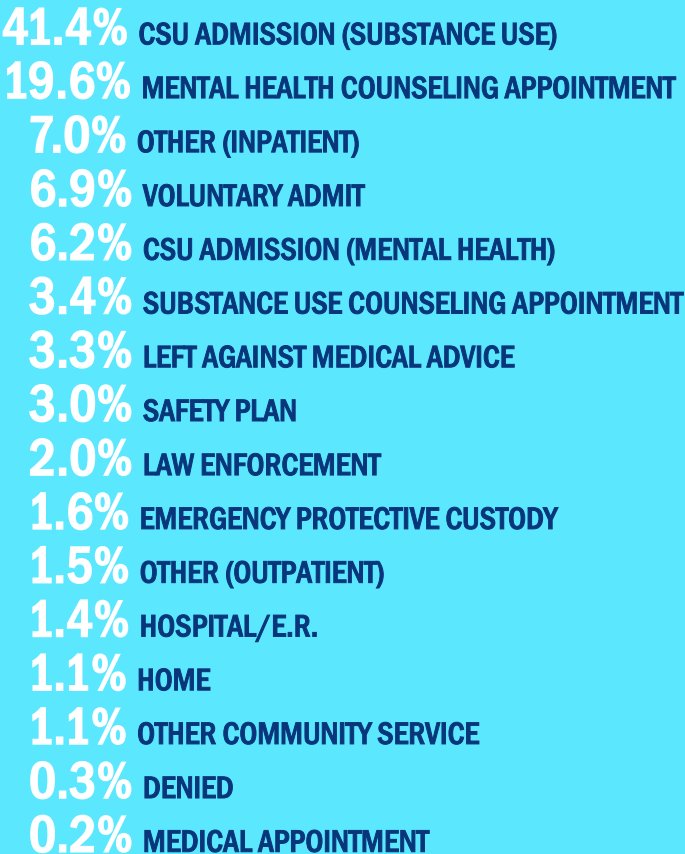 41.4% CSU ADMISSION (SUBSTANCE USE)
19.6% MENTAL HEALTH COUNSELING APPOINTMENT
7.0% OTHER (INPATIENT)
6.9% VOLUNTARY ADMIT
6.2% CSU ADMISSION (MENTAL HEALTH)
3.4% SUBSTANCE USE COUNSELING APPOINTMENT
3.3% LEFT AGAINST MEDICAL ADVICE
3.0% SAFETY PLAN
2.0% LAW ENFORCEMENT
1.6% EMERGENCY PROTECTIVE CUSTODY
1.5% OTHER (OUTPATIENT)
1.4% HOSPITAL/E.R.
1.1% HOME
1.1% OTHER COMMUNITY SERVICE
0.3% DENIED
0.2% MEDICAL APPOINTMENT